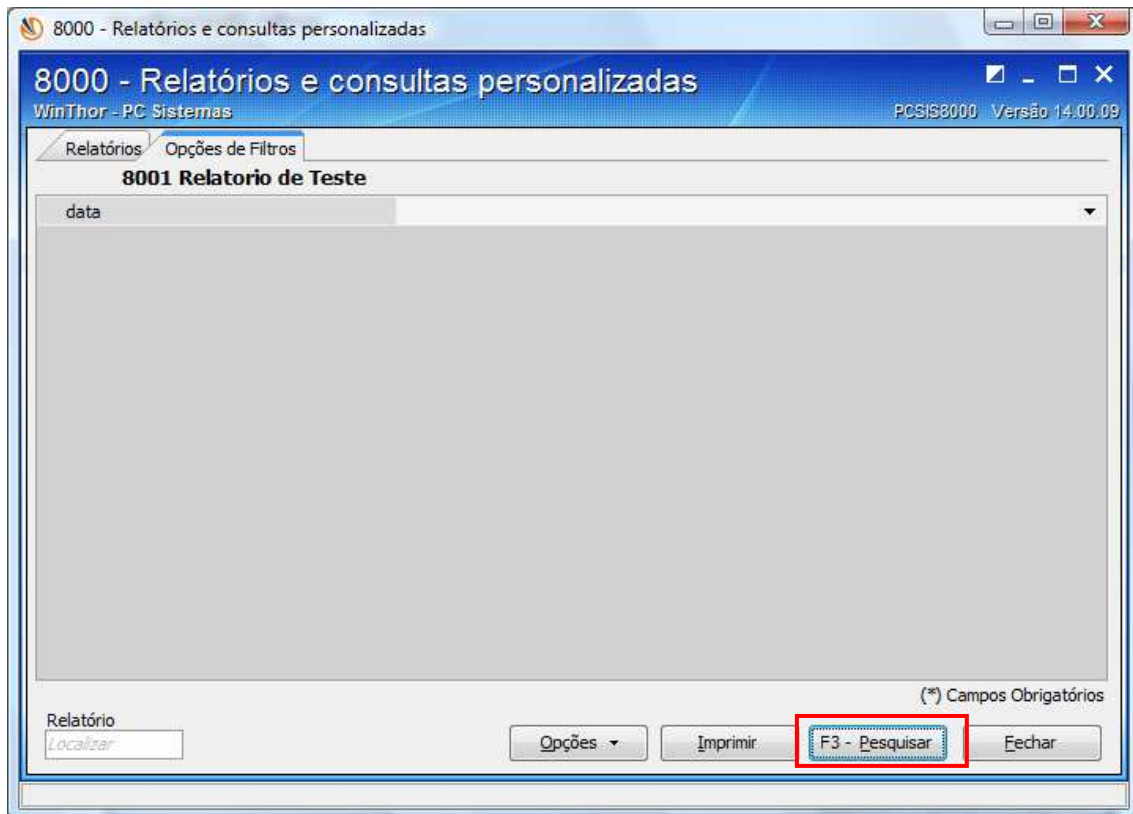 8000 - Relatórios e consultas personalizadas
8000 - Relatórios e consultas personalizadas
WinThor - PC Sistemas
PCSIS8000 Versão 14.00.09
Relatórios Opções de Filtros
8001 Relatorio de Teste
data
(*) Campos Obrigatórios
Relatório
Localizar
Opções Imprimir F3 - Pesquisar Fechar